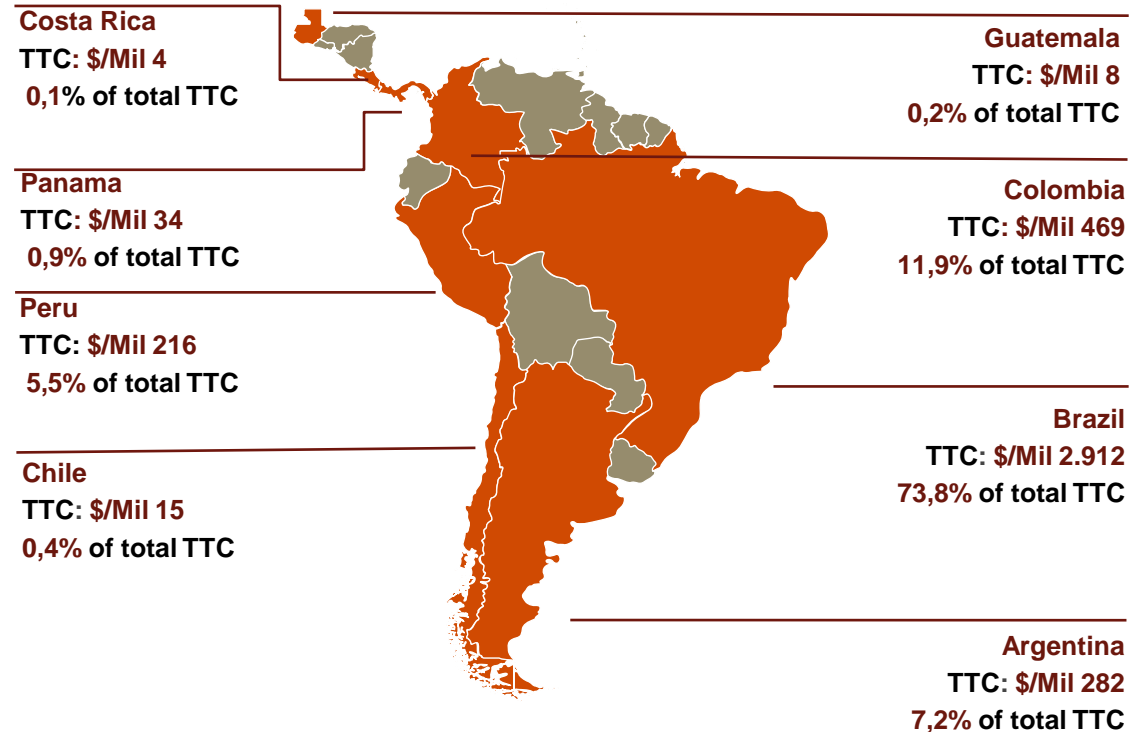 Costa Rica
TTC: $/Mil 4
0,1% of total TTC
Panama
TTC: $/Mil 34
0,9% of total TTC
Peru
TTC: $/Mil 216
5,5% of total TTC
Chile
TTC: $/Mil 15
0,4% of total TTC
Guatemala
TTC: $/Mil 8
0,2% of total TTC
Colombia
TTC: $/Mil 469
11,9% of total TTC
Brazil
TTC: $/Mil 2.912
73,8% of total TTC
Argentina
TTC: $/Mil 282
7,2% of total TTC